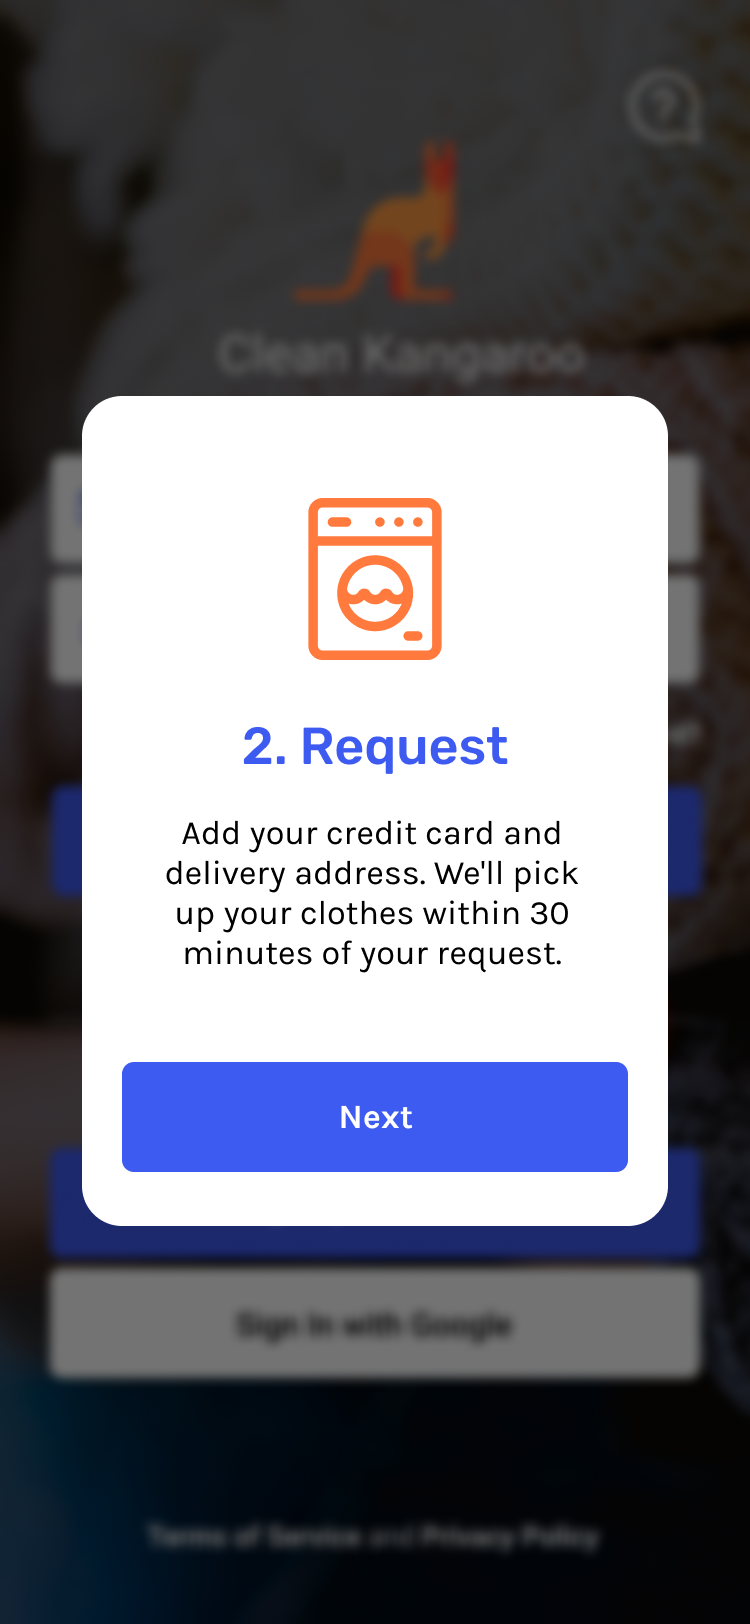 Clean Kangaroo
2. Request
Add your credit card and
delivery address. We'll pick
up your clothes within 30
minutes of your request.
Next
Sign In with Google
Terms of Service and Privacy Policy